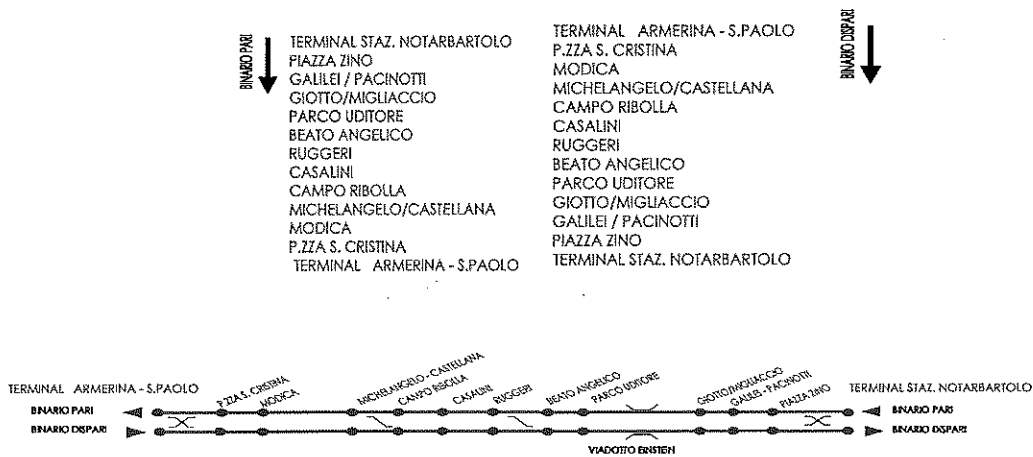 BINARIO PARI
TERMINAL STAZ. NOTARBARTOLO
PIAZZA ZINO
GALILEI / PACINOTTI
GIOTTO/MIGLIACCIO
PARCO UDITORE
BEATO ANGELICO
RUGGERI
CASALINI
CAMPO RIBOLLA
MICHELANGELO/CASTELLANA
MODICA
P.ZZA S. CRISTINA
TERMINAL ARMERINA - S.PAOLO
TERMINAL ARMERINA - S.PAOLO
P.ZZA S. CRISTINA
MODICA
MICHELANGELO/CASTELLANA
CAMPO RIBOLLA
CASALINI
RUGGERI
BEATO ANGELICO
PARCO UDITORE
GIOTTO/MIGLIACCIO
GALILEI / PACINOTTI
PIAZZA ZINO
TERMINAL STAZ. NOTARBARTOLO
BINARIO DISPARI
TERMINAL ARMERINA - S.PAOLO
P.ZZA S. CRISTINA
MODICA
MICHELANGELO - CASTELLANA
CAMPO RIBOLLA
CASALINI
RUGGERI
BEATO ANGELICO
PARCO UDITORE
GIOTTO/MIGLIACCIO
GALILEI - PACINOTTI
PIAZZA ZINO
TERMINAL STAZ. NOTARBARTOLO
BINARIO PARI
BINARIO PARI
BINARIO DISPARI
BINARIO DISPARI
VIADOTTO EINSTIEN